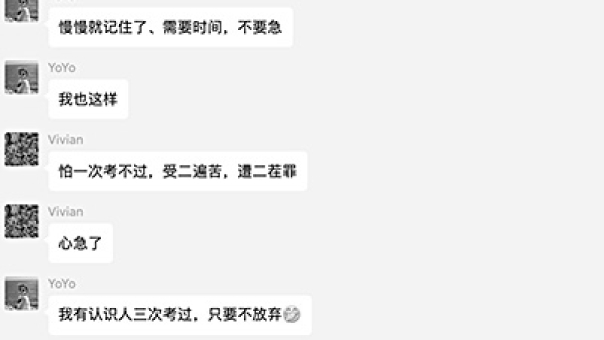 慢慢就记住了、需要时间，不要急
YoYo
我也这样
Vivian
怕一次考不过，受二遍苦，遭二茬罪
Vivian
心急了
YoYo
我有认识人三次考过，只要不放弃